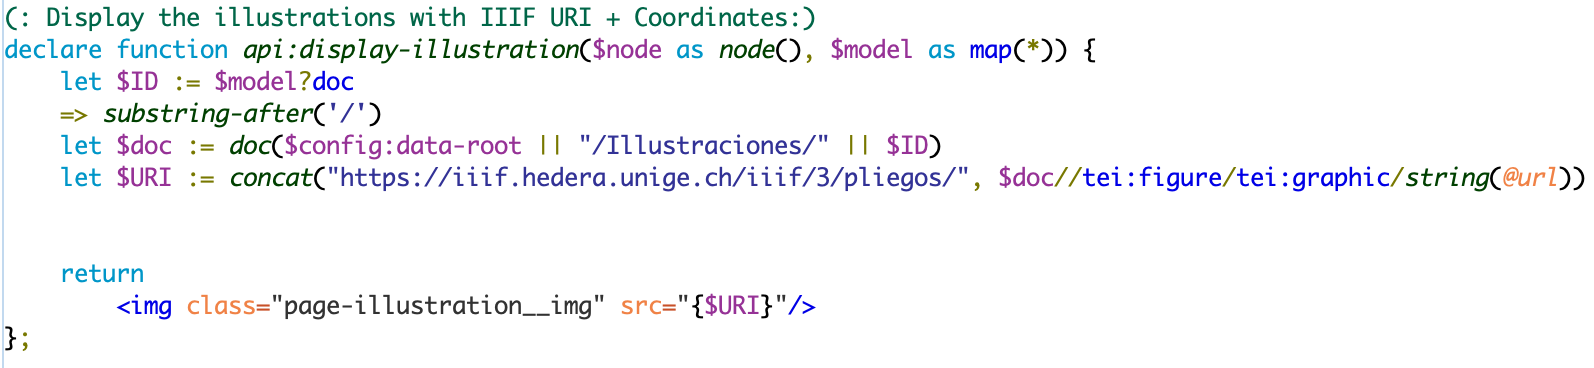 (: Display the illustrations with IIIF URI + Coordinates:)
declare function api:display-illustration($node as node(), $model as map(*)) {
    let $ID := $model?doc
    => substring-after('/')
    let $doc := doc($config:data-root || "/Illustraciones/" || $ID)
    let $URI := concat("https://iiif.hedera.unige.ch/iiif/3/pliegos/", $doc//tei:figure/tei:graphic/string(@url))
    return
        <img class="page-illustration__img" src="{$URI}"/>
};